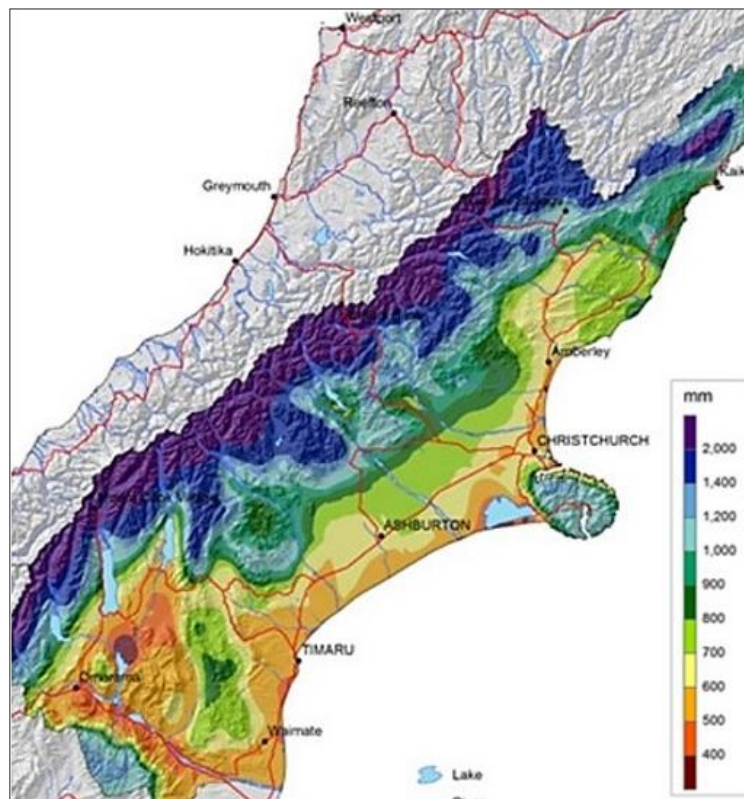 Westport
Reefton
Greymouth
Hokitika
Kaik
Amberley
CHRISTCHURCH
ASHBURTON
TIMARU
Omarama
Waimate
mm
2,000
1,400
1,200
1,000
900
800
700
600
500
400
Lake